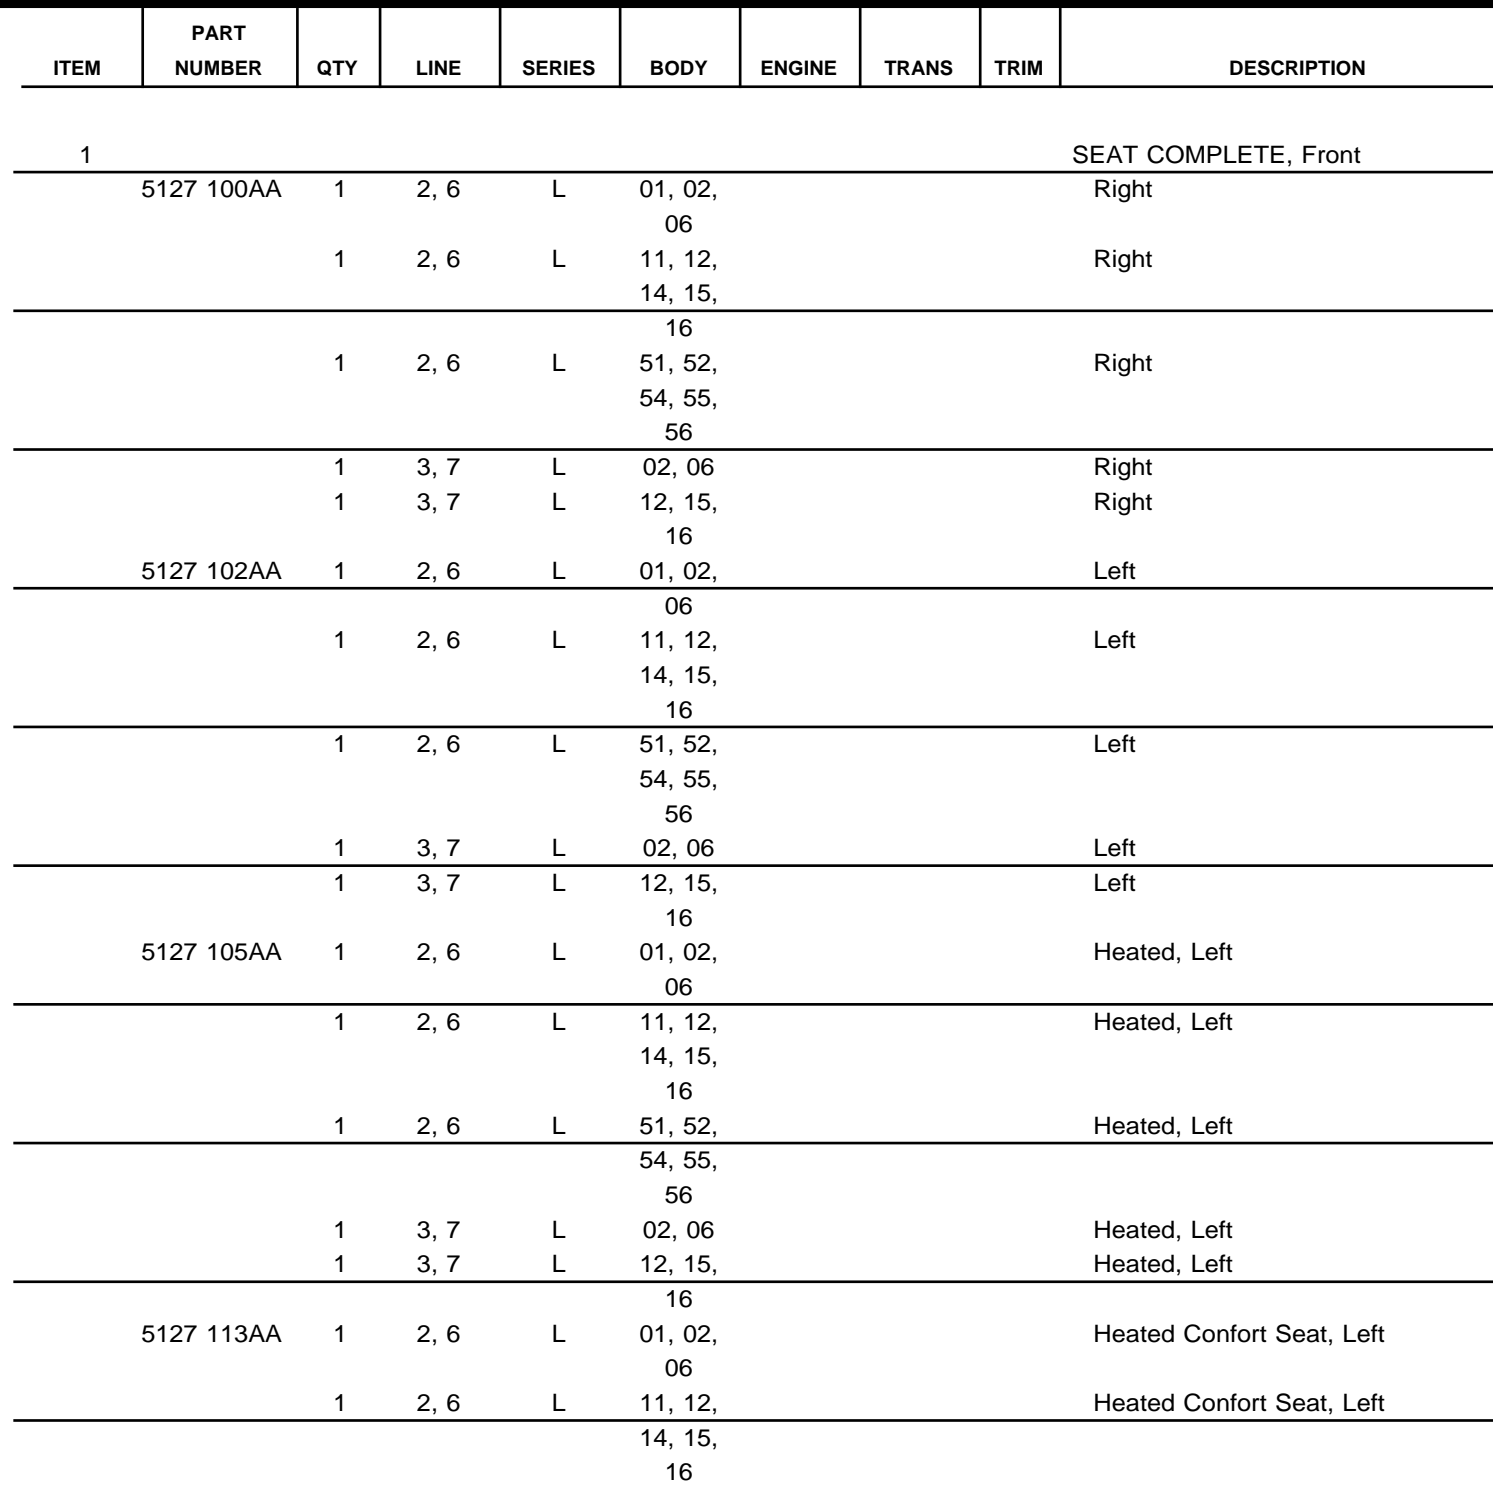 PART
ITEM NUMBER QTY LINE SERIES BODY ENGINE TRANS TRIM DESCRIPTION
1 SEAT COMPLETE, Front
5127 100AA 1 2, 6 L 01, 02, Right
06
1 2, 6 L 11, 12, Right
14, 15,
16
1 2, 6 L 51, 52, Right
54, 55,
56
1 3, 7 L 02, 06 Right
1 3, 7 L 12, 15, Right
16
5127 102AA 1 2, 6 L 01, 02, Left
06
1 2, 6 L 11, 12, Left
14, 15,
16
1 2, 6 L 51, 52, Left
54, 55,
56
1 3, 7 L 02, 06 Left
1 3, 7 L 12, 15, Left
16
5127 105AA 1 2, 6 L 01, 02, Heated, Left
06
1 2, 6 L 11, 12, Heated, Left
14, 15,
16
1 2, 6 L 51, 52, Heated, Left
54, 55,
56
1 3, 7 L 02, 06 Heated, Left
1 3, 7 L 12, 15, Heated, Left
16
5127 113AA 1 2, 6 L 01, 02, Heated Confort Seat, Left
06
1 2, 6 L 11, 12, Heated Confort Seat, Left
14, 15,
16